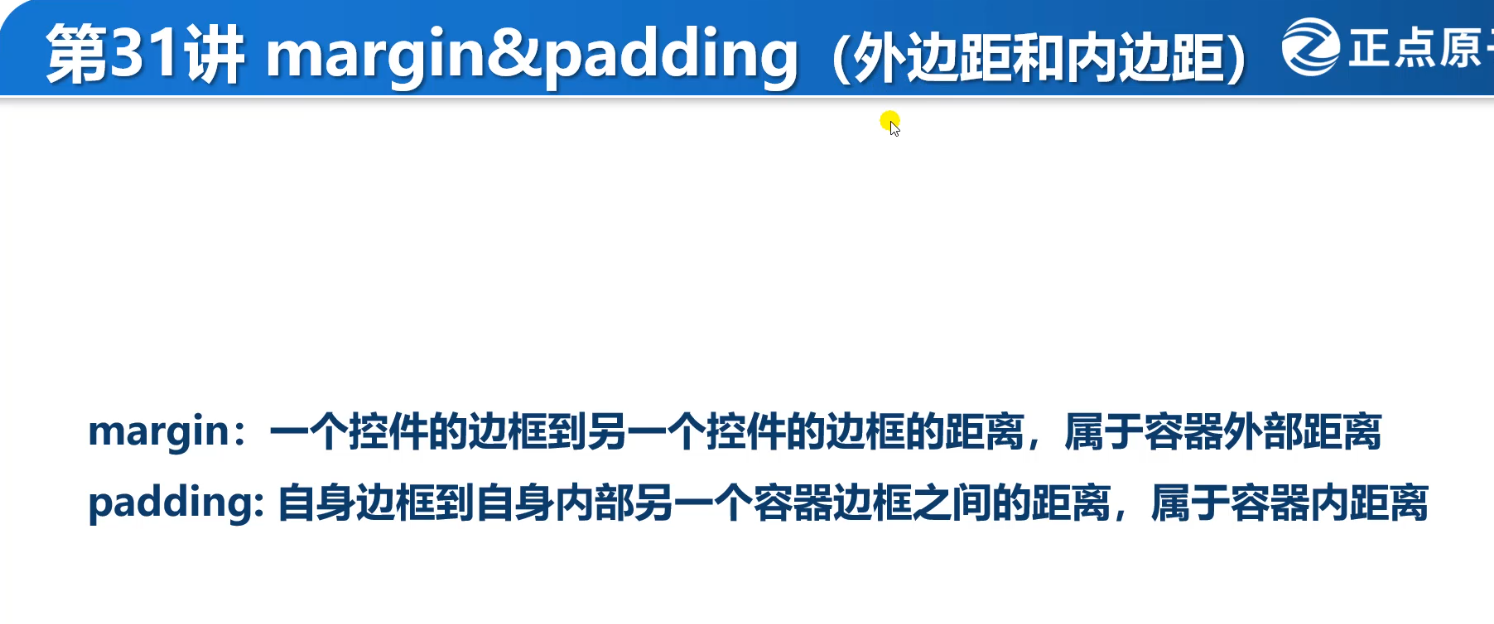 第31讲 margin&padding（外边距和内边距）
正点原
margin：一个控件的边框到另一个控件的边框的距离，属于容器外部距离
padding: 自身边框到自身内部另一个容器边框之间的距离，属于容器内距离